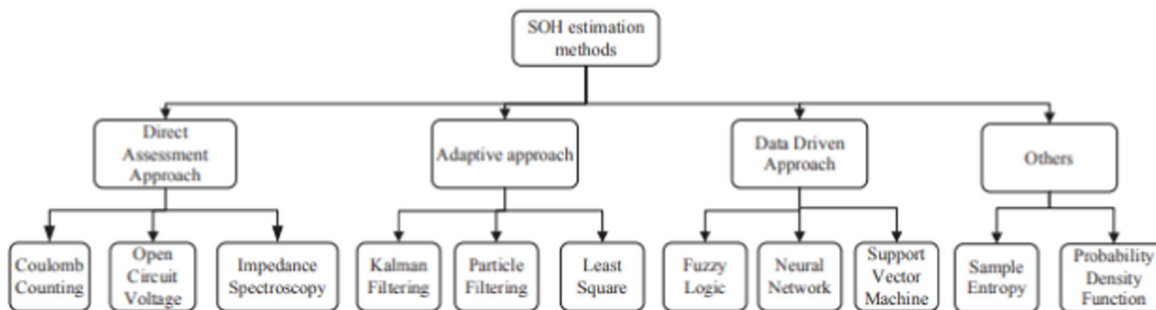 SOH estimation
methods
Direct
Assessment
Approach
Adaptive approach
Data Driven
Approach
Others
Coulomb
Counting
Open
Circuit
Voltage
Impedance
Spectroscopy
Kalman
Filtering
Particle
Filtering
Least
Square
Fuzzy
Logic
Neural
Network
Support
Vector
Machine
Sample
Entropy
Probability
Density
Function